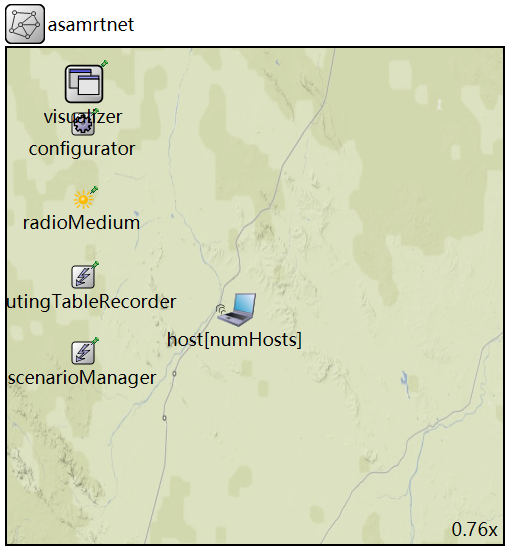 asamrtnet
visualizer
configurator
radioMedium
utingTableRecorder
host[numHosts]
scenarioManager
0.76x